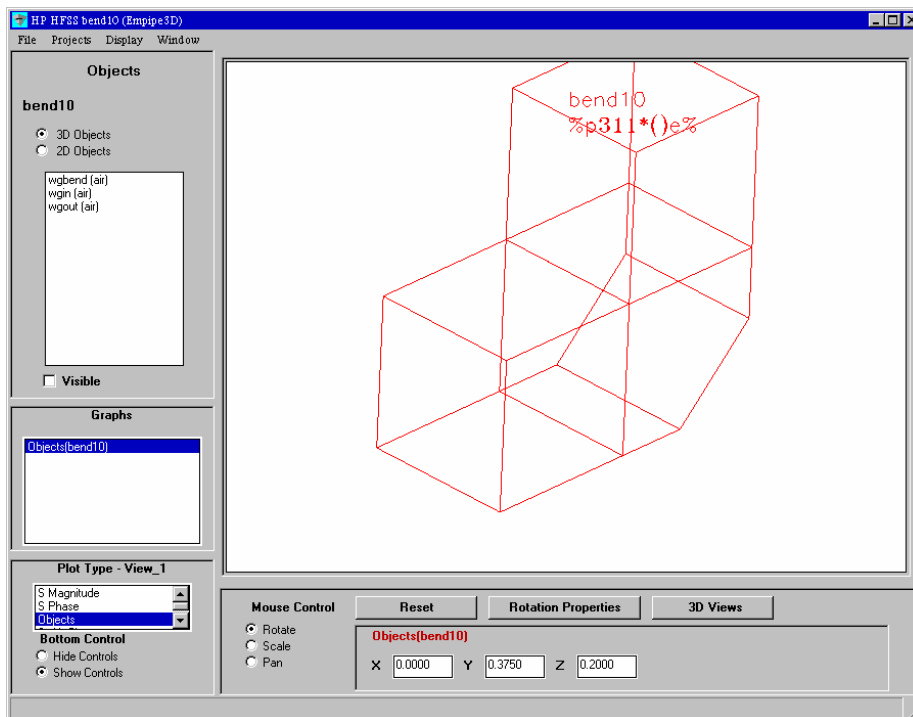 HP HFSS bend10 (Empipe3D)
File Projects Display Window
Objects
bend10
3D Objects
2D Objects
wgbend (air)
wgin (air)
wgout (air)
Visible
Graphs
Objects(bend10)
Plot Type - View_1
S Magnitude
S Phase
Objects
Bottom Control
Hide Controls
Show Controls
bend10
%p311*()e%
Mouse Control
Rotate
Scale
Pan
Reset Rotation Properties 3D Views
Objects(bend10)
X 0.0000 Y 0.3750 Z 0.2000